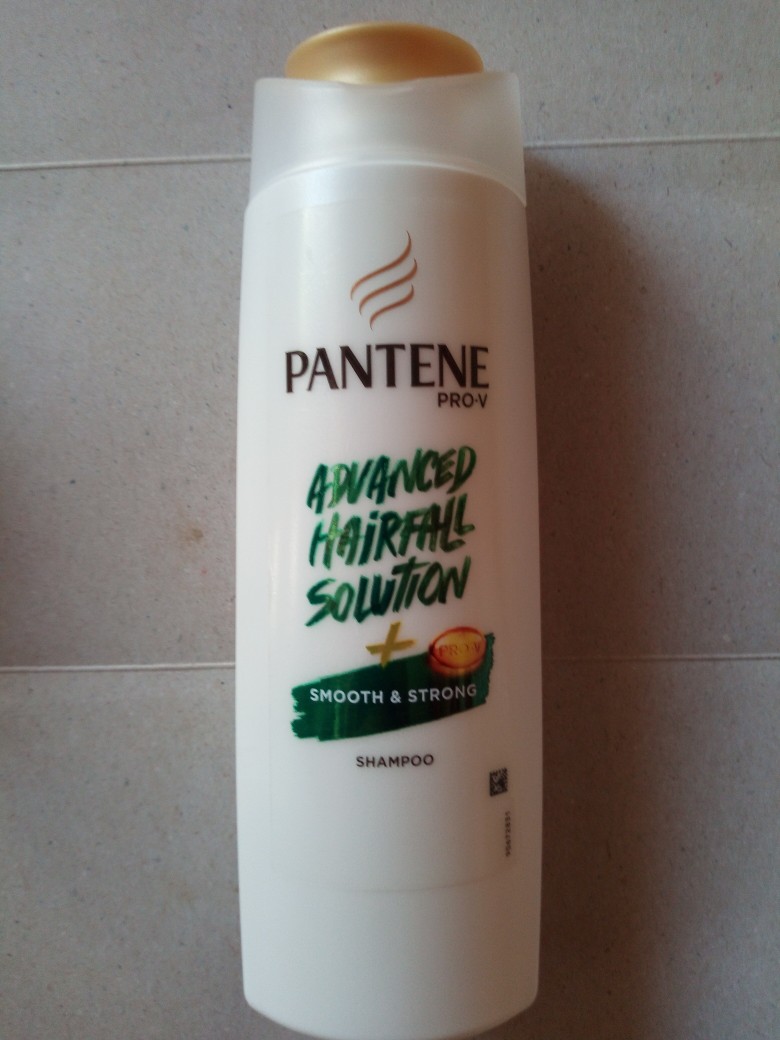 PANTENE
PRO-V
ADVANCED
HAiRFALL
SOLUTION
+
PRO-V
SMOOTH & STRONG
SHAMPOO